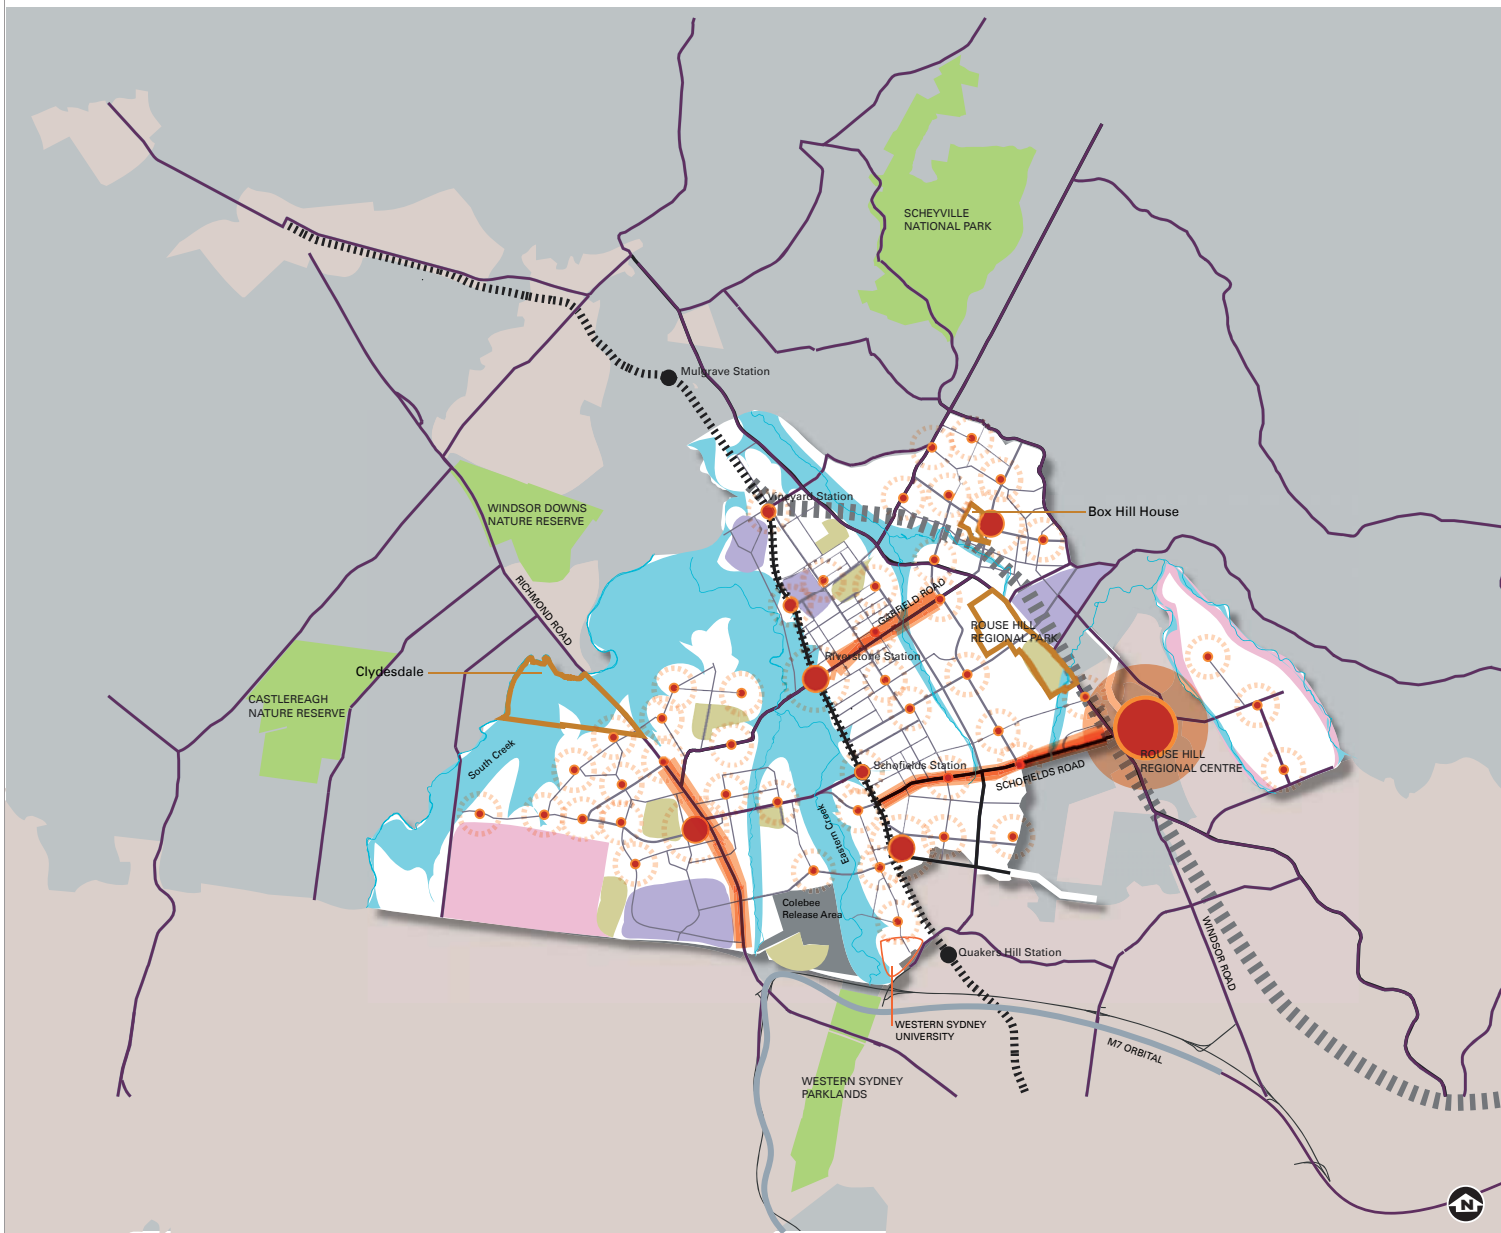 SCHEYVILLE
NATIONAL PARK
Mulgrave Station
Vineyard Station
Box Hill House
WINDSOR DOWNS
NATURE RESERVE
RICHMOND ROAD
GARFIELD ROAD
ROUSE HILL
REGIONAL PARK
Riverstone Station
Clydesdale
CASTLEREAGH
NATURE RESERVE
South Creek
Schofields Station
SCHOFIELDS ROAD
ROUSE HILL
REGIONAL CENTRE
Eastern Creek
Colebee
Release Area
Quakers Hill Station
WINDSOR ROAD
WESTERN SYDNEY
UNIVERSITY
M7 ORBITAL
WESTERN SYDNEY
PARKLANDS
N